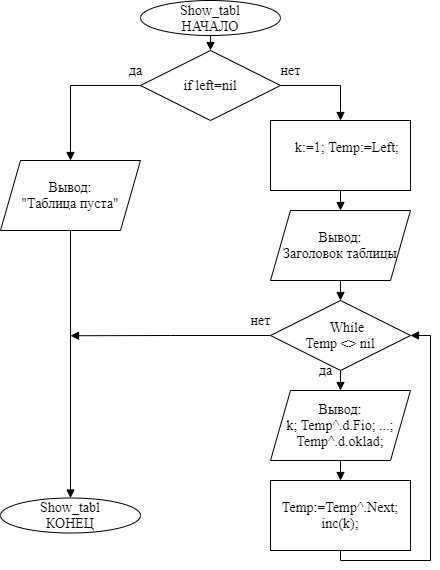 Show_tabl
НАЧАЛО
да
if left=nil
нет
k:=1; Temp:=Left;
Вывод:
"Таблица пуста"
Вывод:
Заголовок таблицы
нет
While
Temp <> nil
да
Вывод:
k; Temp^.d.Fio; ...;
Temp^.d.oklad;
Temp:=Temp^.Next;
inc(k);
Show_tabl
КОНЕЦ